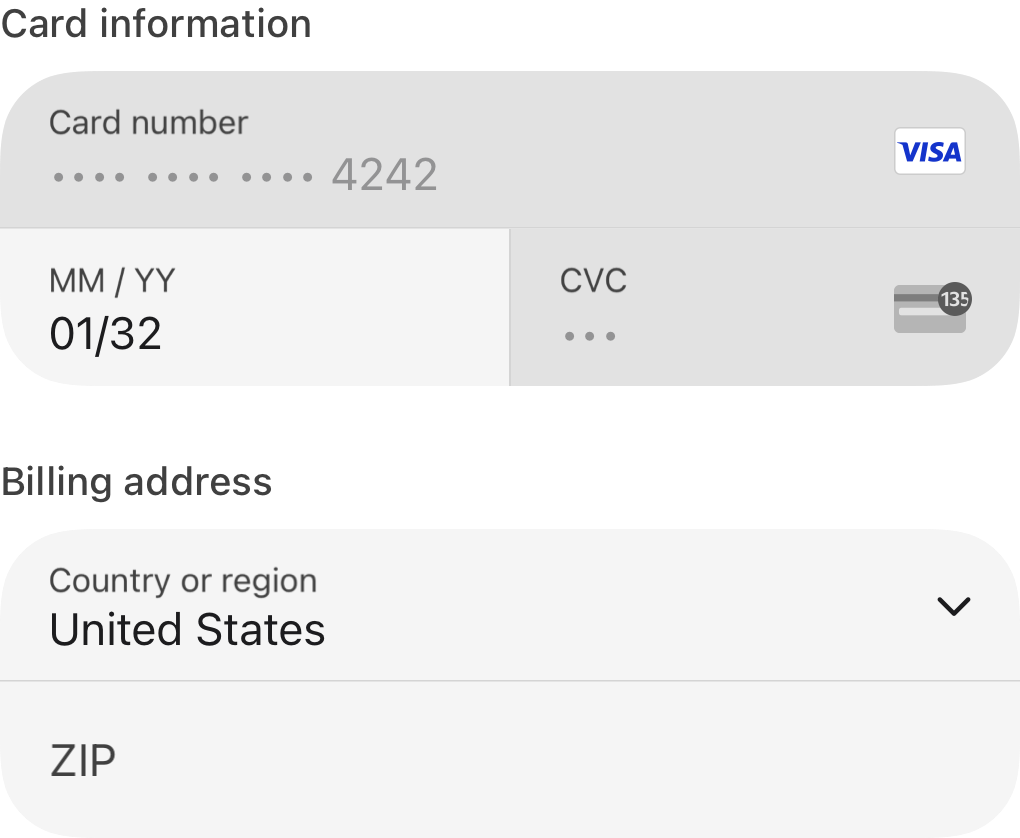 Card information
Card number
•••• •••• •••• 4242
VISA
MM / YY
01/32
CVC
•••
135
Billing address
Country or region
United States
ZIP